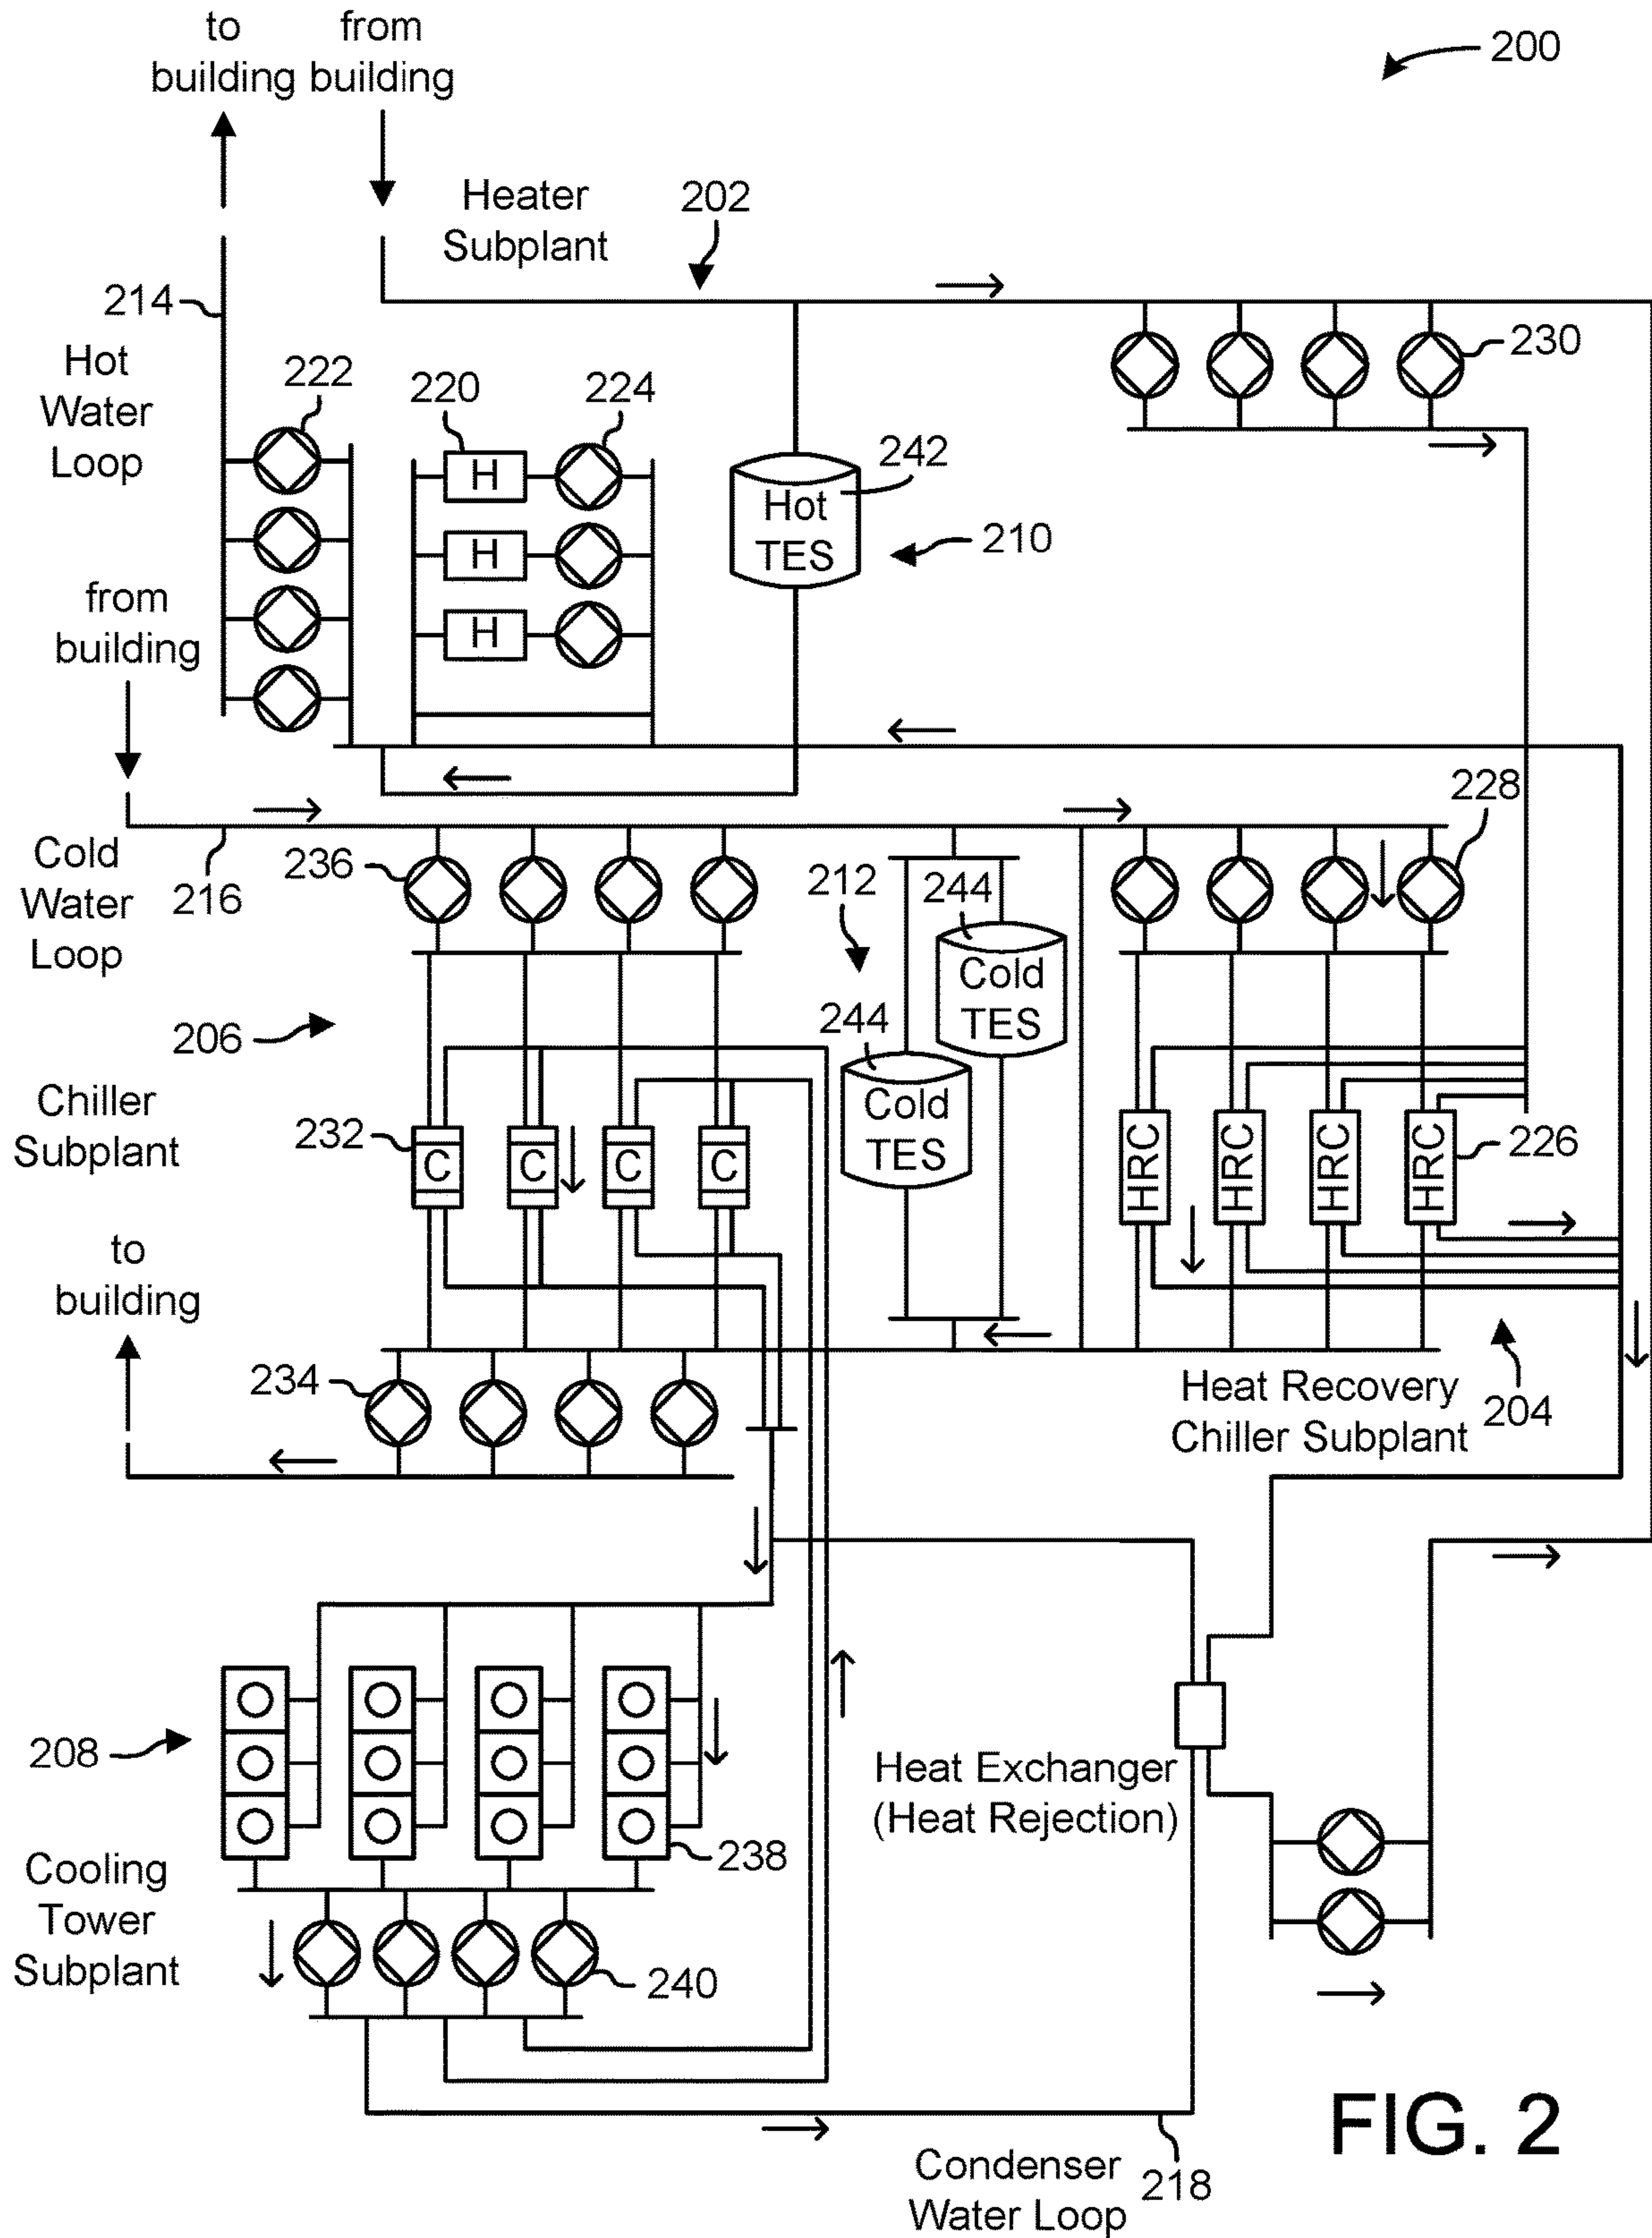 to from
building building
200
Heater
Subplant
202
214
Hot
Water
Loop
222
220
224
230
H
H
H
Hot
TES
242
210
from
building
228
Cold
Water
Loop
216
236
212
244
Cold
TES
244
Cold
TES
206
Chiller
Subplant
232
C
C
C
C
HRC
HRC
HRC
HRC
226
to
building
234
Heat Recovery
Chiller Subplant
204
208
Heat Exchanger
(Heat Rejection)
238
Cooling
Tower
Subplant
240
Condenser
Water Loop
218
FIG. 2